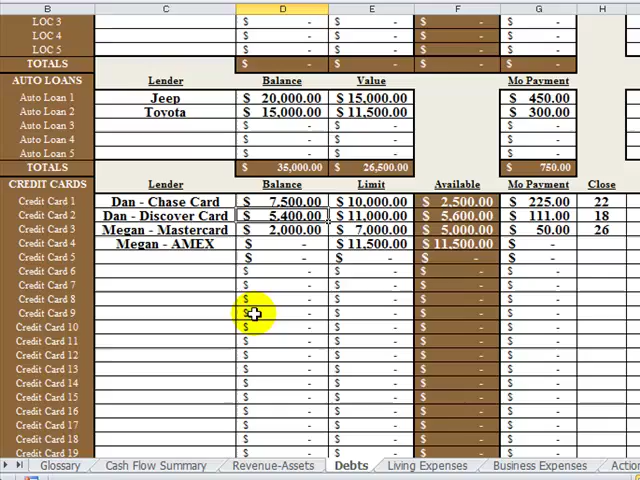 B C D E F G H
LOC 3 $ - $ - $ - $ -
LOC 4 $ - $ - $ - $ -
LOC 5 $ - $ - $ - $ -
TOTALS $ - $ - $ - $ -
AUTO LOANS Lender Balance Value Mo Payment
Auto Loan 1 Jeep $ 20,000.00 $ 15,000.00 $ 450.00
Auto Loan 2 Toyota $ 15,000.00 $ 11,500.00 $ 300.00
Auto Loan 3 $ - $ - $ -
Auto Loan 4 $ - $ - $ -
Auto Loan 5 $ - $ - $ -
TOTALS $ 35,000.00 $ 26,500.00 $ 750.00
CREDIT CARDS Lender Balance Limit Available Mo Payment Close
Credit Card 1 Dan - Chase Card $ 7,500.00 $ 10,000.00 $ 2,500.00 $ 225.00 22
Credit Card 2 Dan - Discover Card $ 5,400.00 $ 11,000.00 $ 5,600.00 $ 111.00 18
Credit Card 3 Megan - Mastercard $ 2,000.00 $ 7,000.00 $ 5,000.00 $ 50.00 26
Credit Card 4 Megan - AMEX $ - $ 11,500.00 $ 11,500.00 $ -
Credit Card 5 $ - $ - $ - $ -
Credit Card 6 $ - $ - $ - $ -
Credit Card 7 $ - $ - $ - $ -
Credit Card 8 $ - $ - $ - $ -
Credit Card 9 $ - $ - $ - $ -
Credit Card 10 $ - $ - $ - $ -
Credit Card 11 $ - $ - $ - $ -
Credit Card 12 $ - $ - $ - $ -
Credit Card 13 $ - $ - $ - $ -
Credit Card 14 $ - $ - $ - $ -
Credit Card 15 $ - $ - $ - $ -
Credit Card 16 $ - $ - $ - $ -
Credit Card 17 $ - $ - $ - $ -
Credit Card 18 $ - $ - $ - $ -
Credit Card 19 $ - $ - $ - $ -
Glossary Cash Flow Summary Revenue-Assets Debts Living Expenses Business Expenses Action